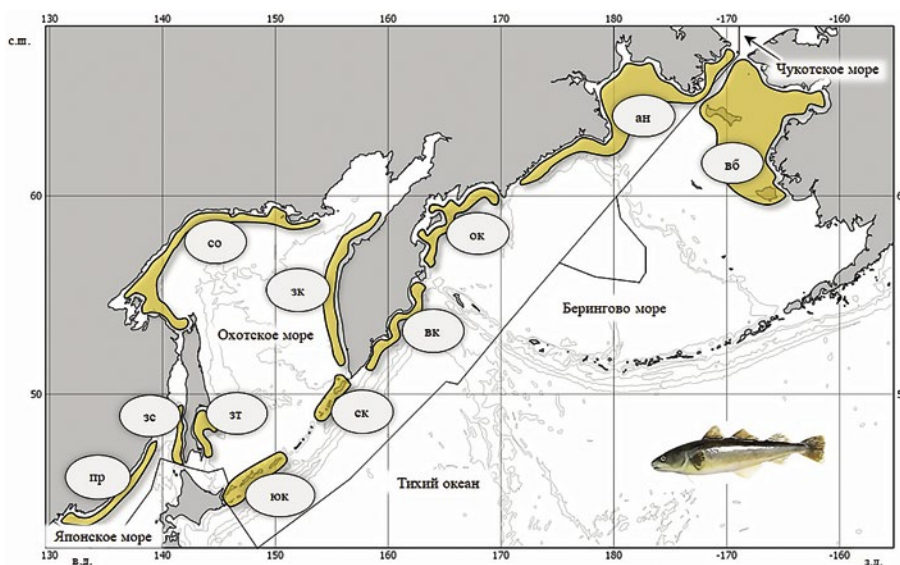 130 140 150 160 170 180 -170 -160
с.ш.
Чукотское море
ан
вб
60 6
со
ок
зк
Берингово море
Охотское море
вк
50 5
зс
зт
ск
пр
Тихий океан
юк
Японское море
130 140 150 160 170 180 -170 -160
в.д. з.д.